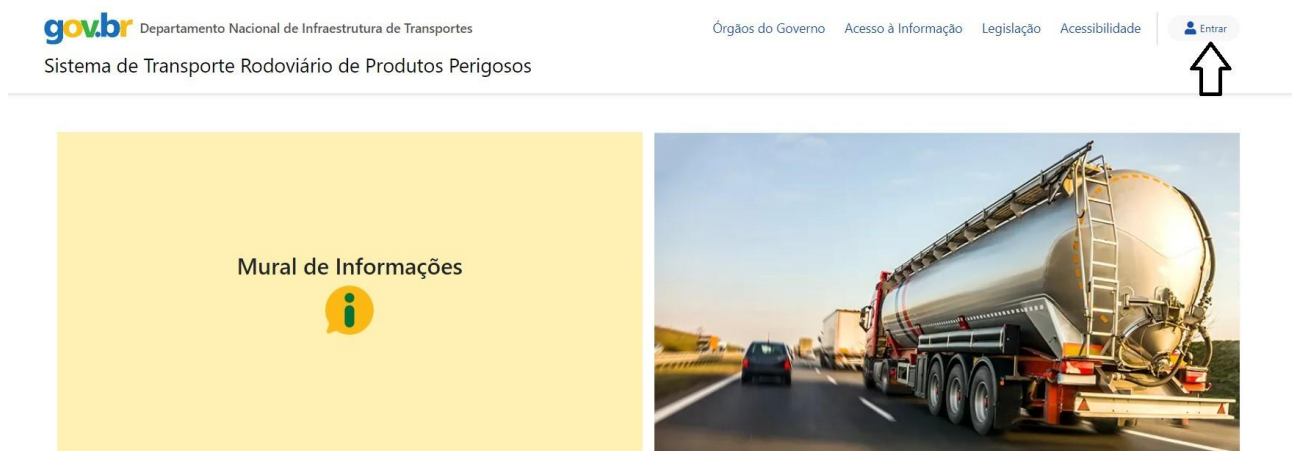 gov.br Departamento Nacional de Infraestrutura de Transportes
Órgãos do Governo Acesso à Informação Legislação Acessibilidade Entrar
Sistema de Transporte Rodoviário de Produtos Perigosos
Mural de Informações